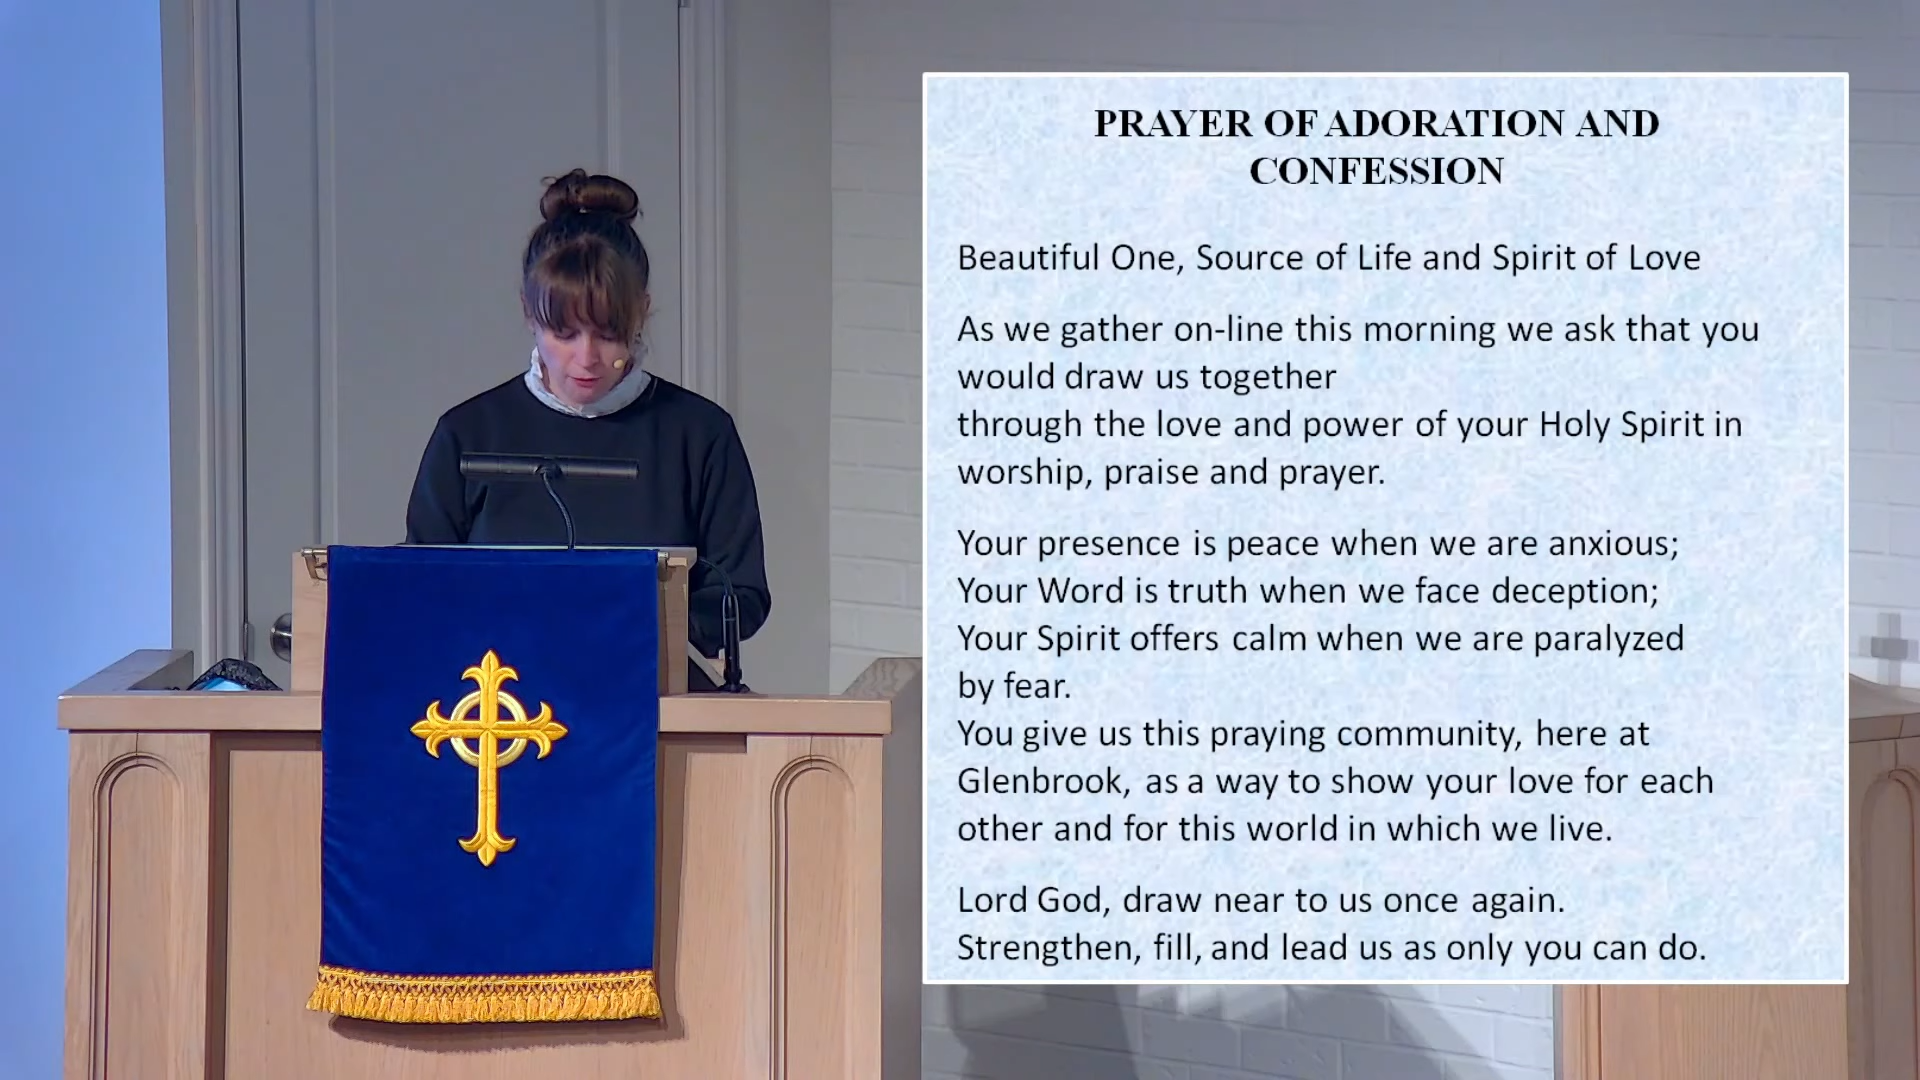 PRAYER OF ADORATION AND
CONFESSION
Beautiful One, Source of Life and Spirit of Love
As we gather on-line this morning we ask that you
would draw us together
through the love and power of your Holy Spirit in
worship, praise and prayer.
Your presence is peace when we are anxious;
Your Word is truth when we face deception;
Your Spirit offers calm when we are paralyzed
by fear.
You give us this praying community, here at
Glenbrook, as a way to show your love for each
other and for this world in which we live.
Lord God, draw near to us once again.
Strengthen, fill, and lead us as only you can do.